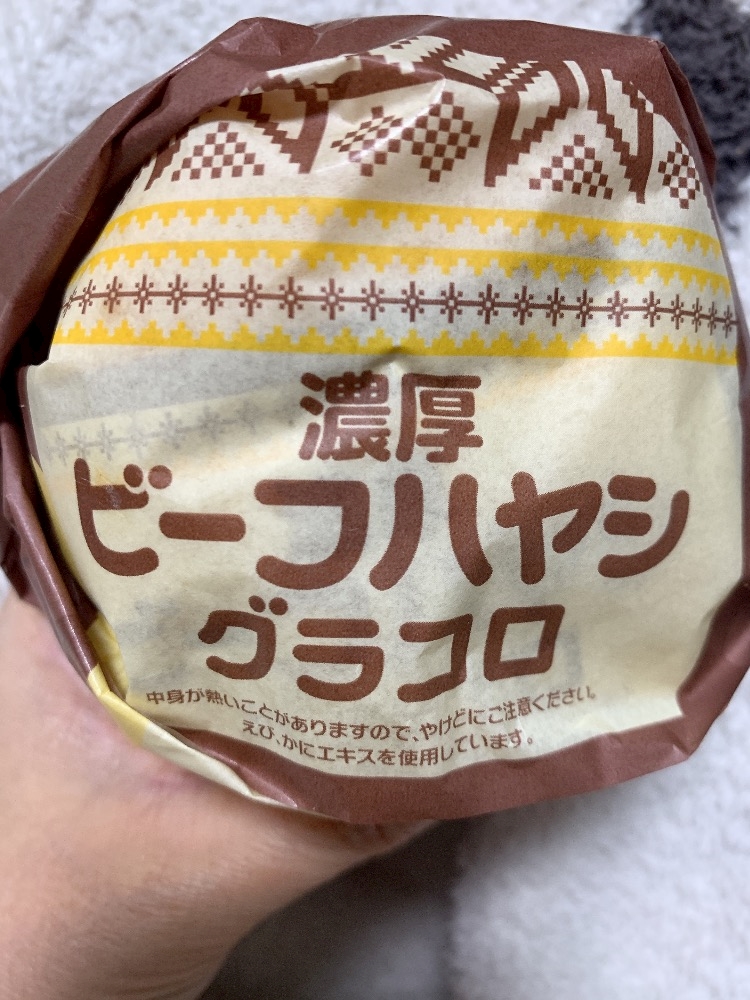 濃厚
ビーフハヤシ
グラコロ
中身が熱いことがありますので、やけどにご注意ください。
えび、かにエキスを使用しています。